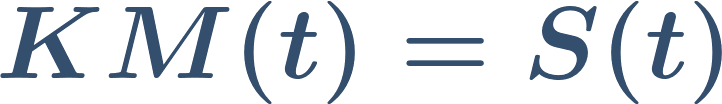 KM(t) = S(t)